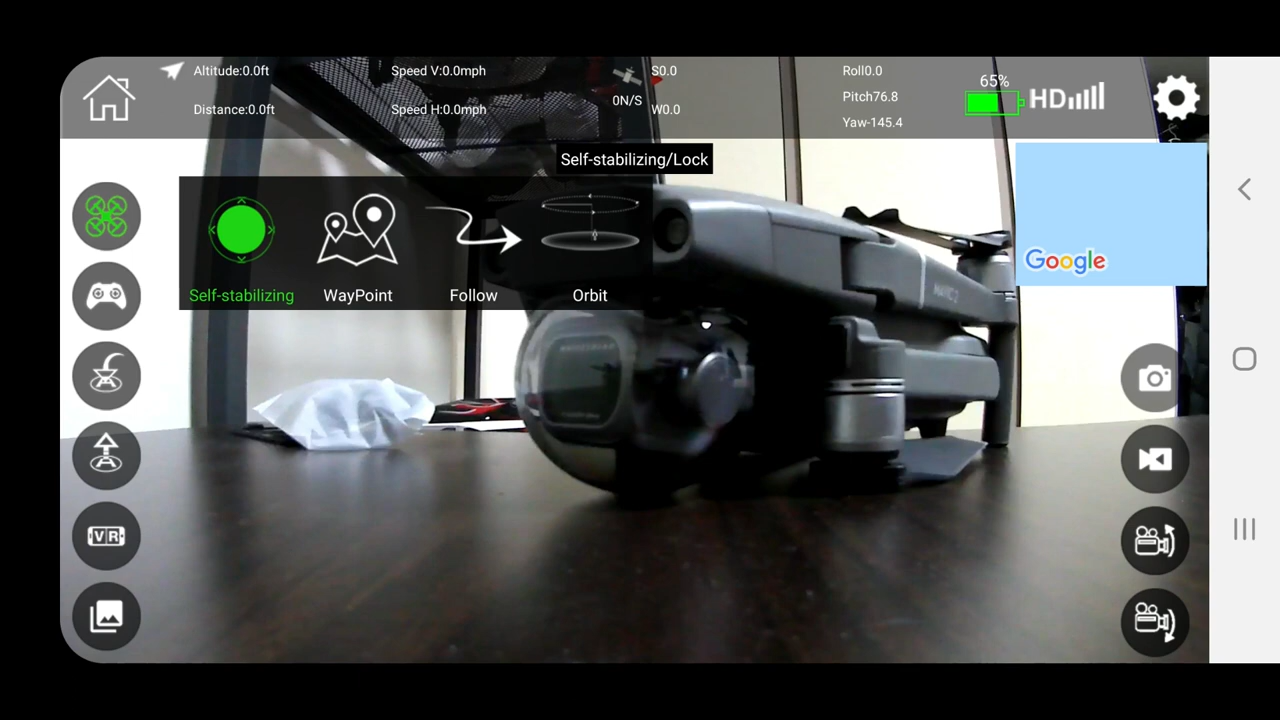 Altitude:0.0ft
Speed V:0.0mph
S0.0
Roll0.0
65%
HD
Distance:0.0ft
Speed H:0.0mph
0N/S
W0.0
Pitch76.8
Yaw-145.4
Self-stabilizing/Lock
Self-stabilizing
WayPoint
Follow
Orbit
Google
VR